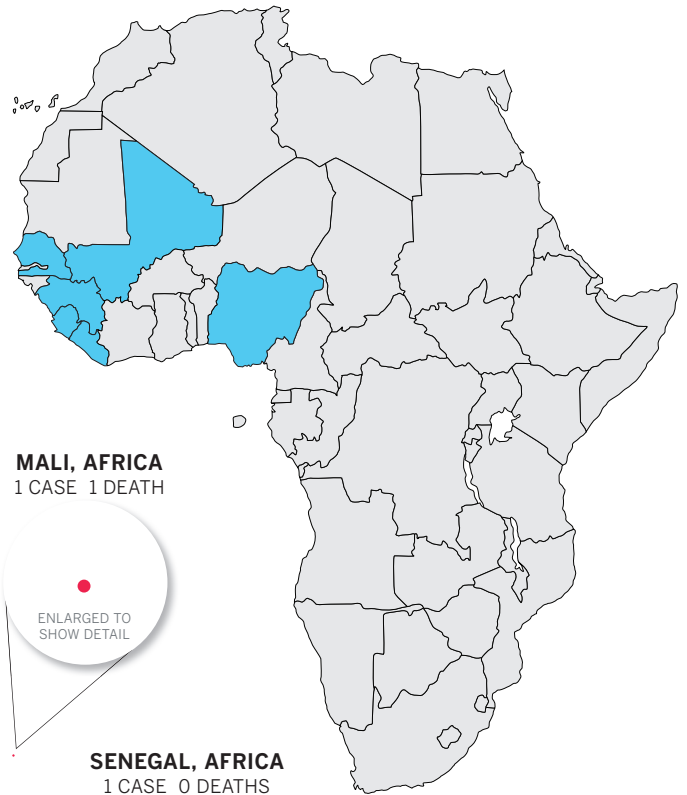 MALI, AFRICA
1 CASE 1 DEATH
ENLARGED TO
SHOW DETAIL
SENEGAL, AFRICA
1 CASE 0 DEATHS